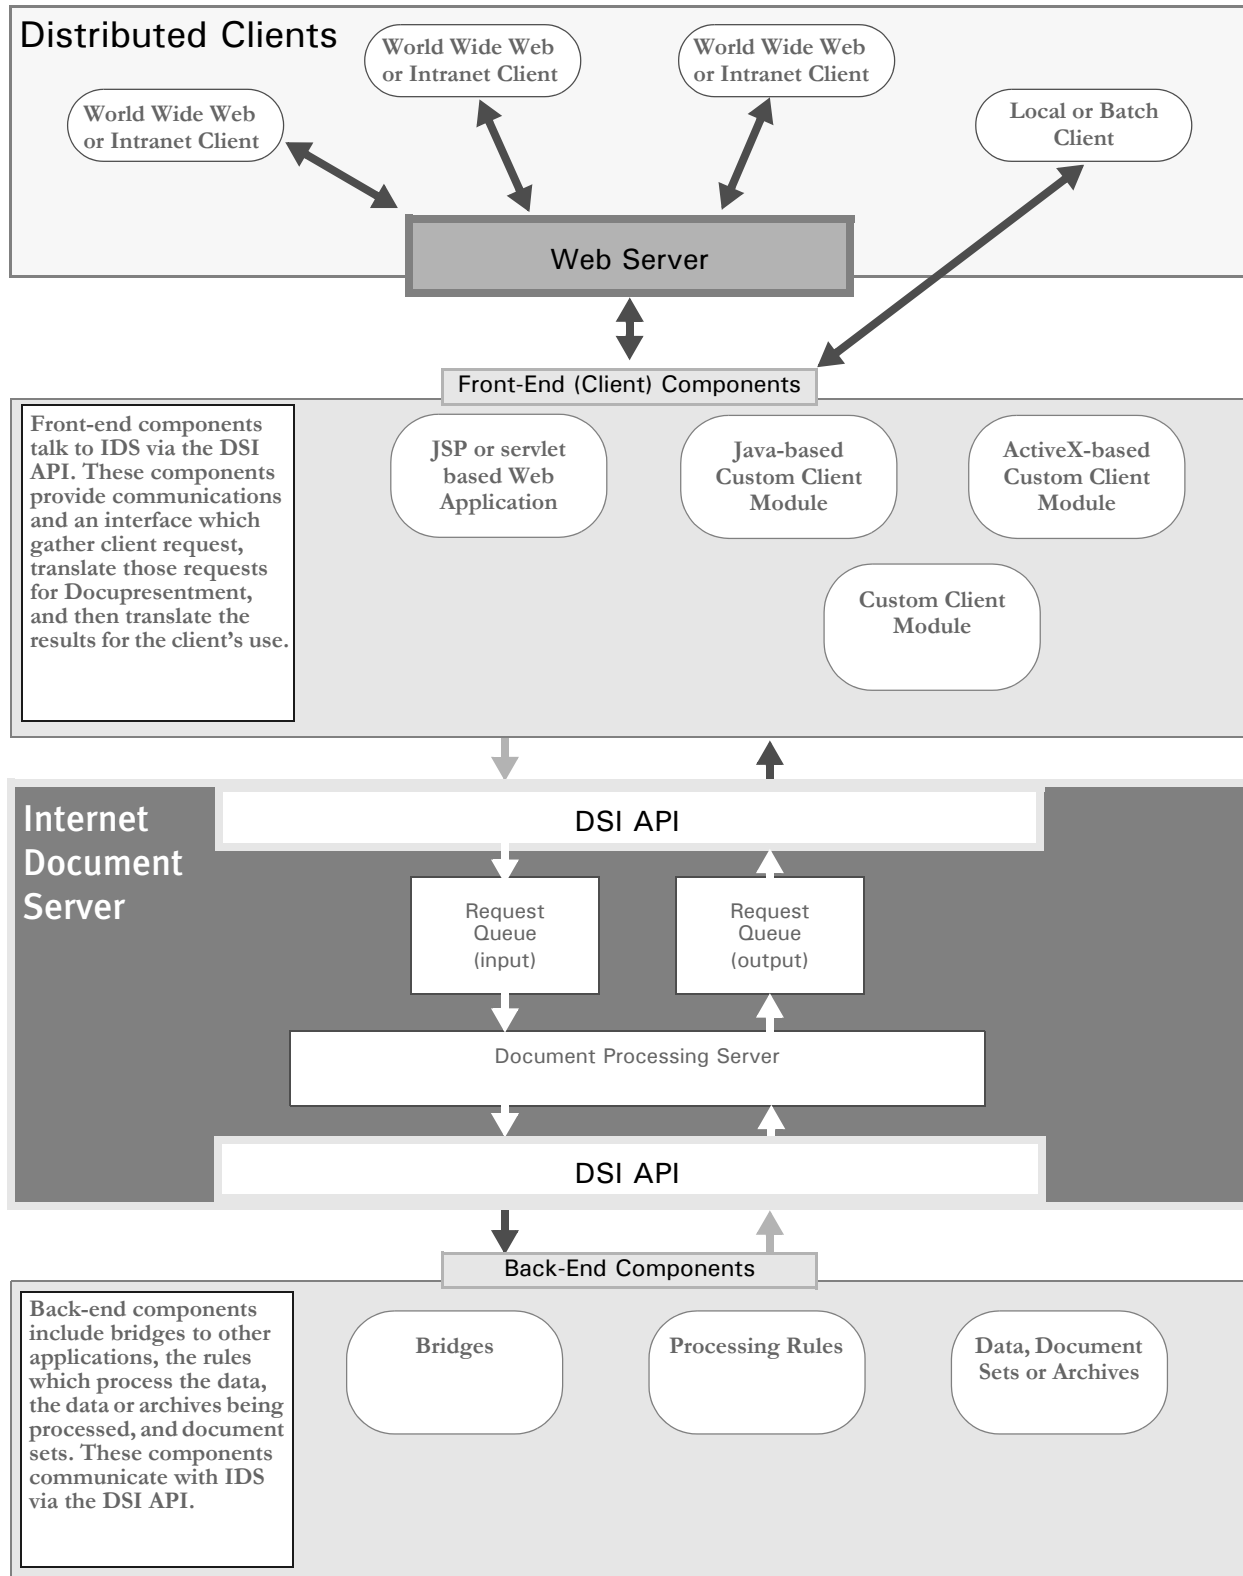 Distributed Clients
World Wide Web
or Intranet Client
World Wide Web
or Intranet Client
World Wide Web
or Intranet Client
Local or Batch
Client
Web Server
Front-End (Client) Components
Front-end components
talk to IDS via the DSI
API. These components
provide communications
and an interface which
gather client request,
translate those requests
for Docupresentment,
and then translate the
results for the client's use.
JSP or servlet
based Web
Application
Java-based
Custom Client
Module
ActiveX-based
Custom Client
Module
Custom Client
Module
Internet
Document
Server
DSI API
Request
Queue
(input)
Request
Queue
(output)
Document Processing Server
DSI API
Back-End Components
Back-end components
include bridges to other
applications, the rules
which process the data,
the data or archives being
processed, and document
sets. These components
communicate with IDS
via the DSI API.
Bridges
Processing Rules
Data, Document
Sets or Archives